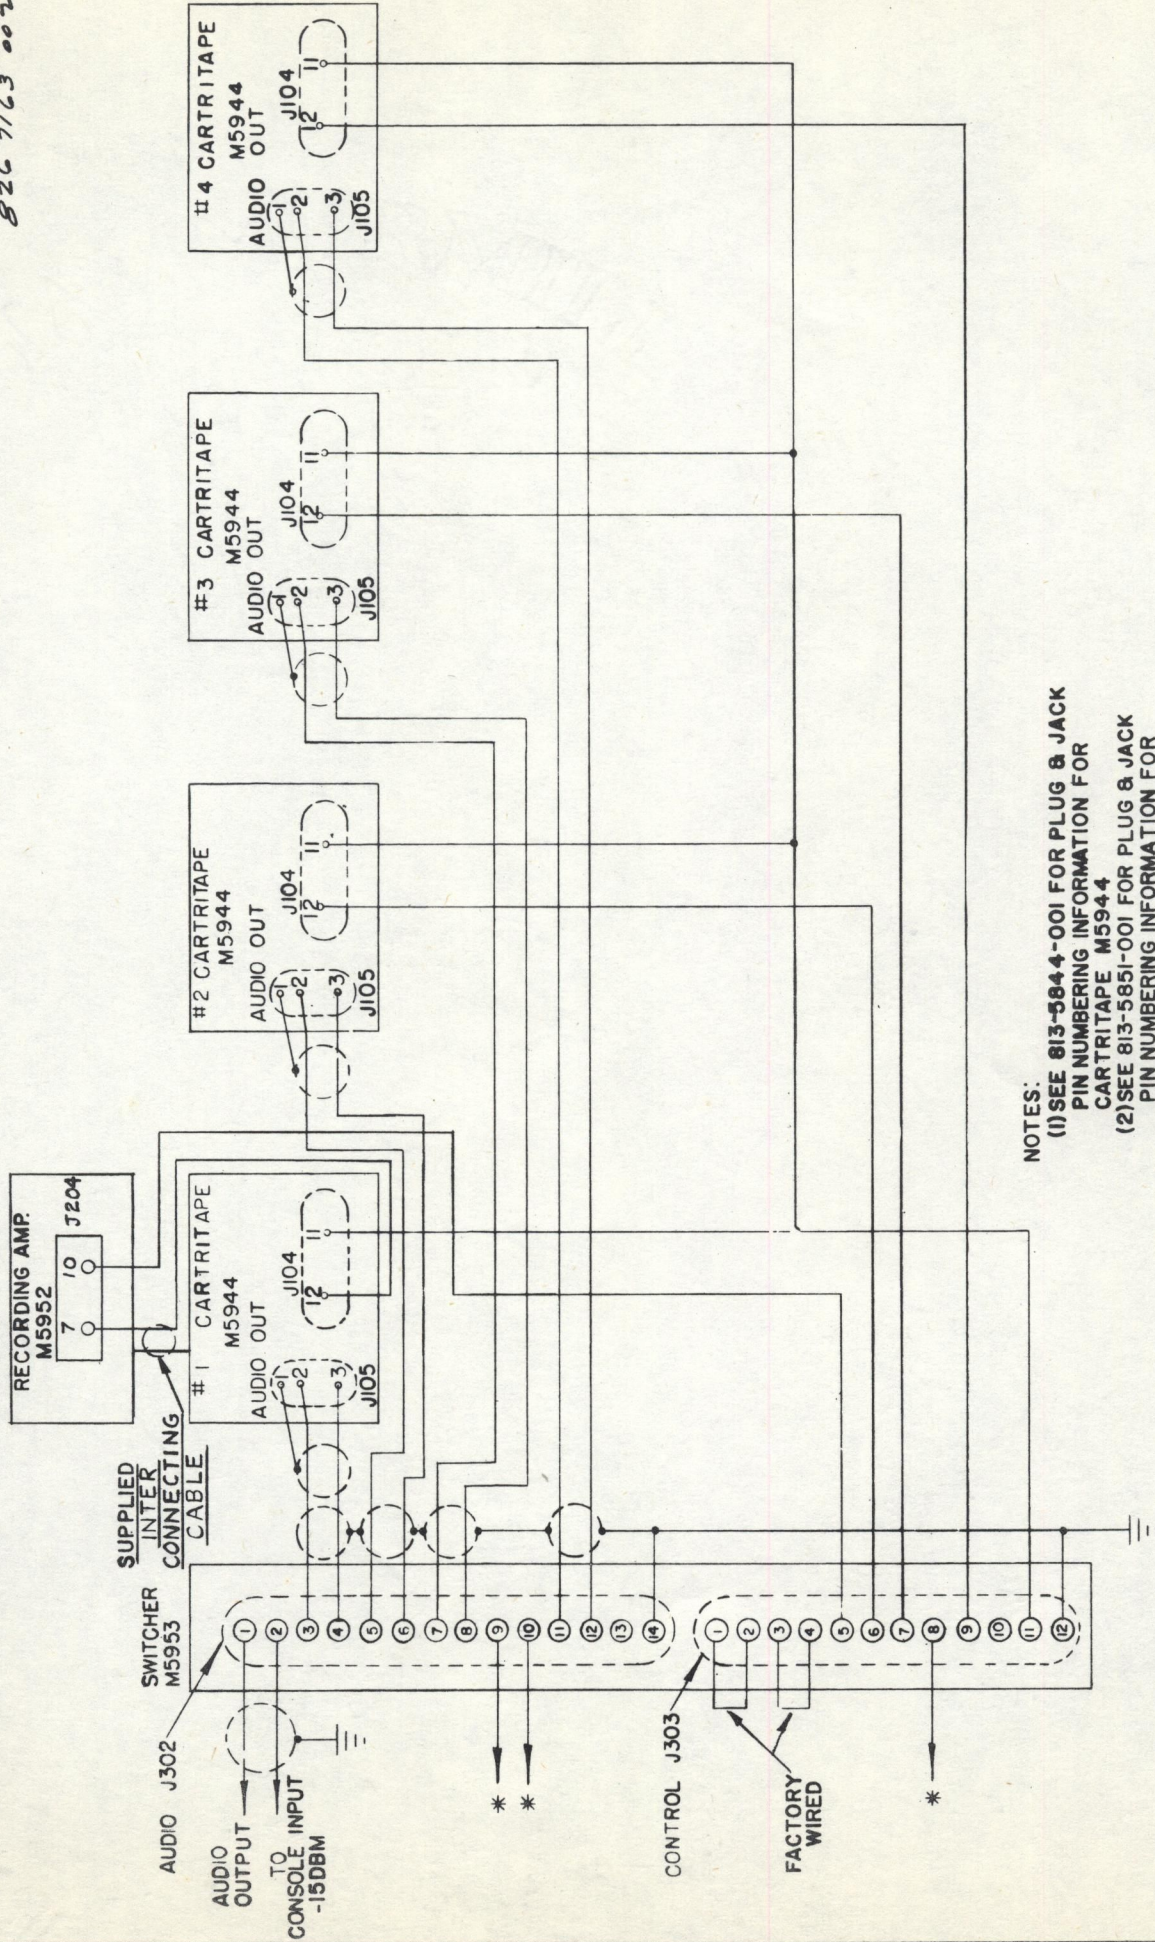 826 7163 002
RECORDING AMP.
M5952
7 10 J204
SUPPLIED
INTER
CONNECTING
CABLE
#1 CARTRITAPE
M5944
AUDIO OUT
1
2
3
J105
J104
12 11
#2 CARTRITAPE
M5944
AUDIO OUT
1
2
3
J105
J104
12 11
#3 CARTRITAPE
M5944
AUDIO OUT
1
2
3
J105
J104
12 11
#4 CARTRITAPE
M5944
AUDIO OUT
1
2
3
J105
J104
12 11
SWITCHER
M5953
AUDIO J302
1
2
3
4
5
6
7
8
9
10
11
12
13
14
AUDIO
OUTPUT
TO
CONSOLE INPUT
-15DBM
*
*
CONTROL J303
1
2
3
4
5
6
7
8
9
10
11
12
FACTORY
WIRED
*
NOTES:
(1) SEE 813-5844-001 FOR PLUG & JACK
PIN NUMBERING INFORMATION FOR
CARTRITAPE M5944
(2) SEE 813-5851-001 FOR PLUG & JACK
PIN NUMBERING INFORMATION FOR